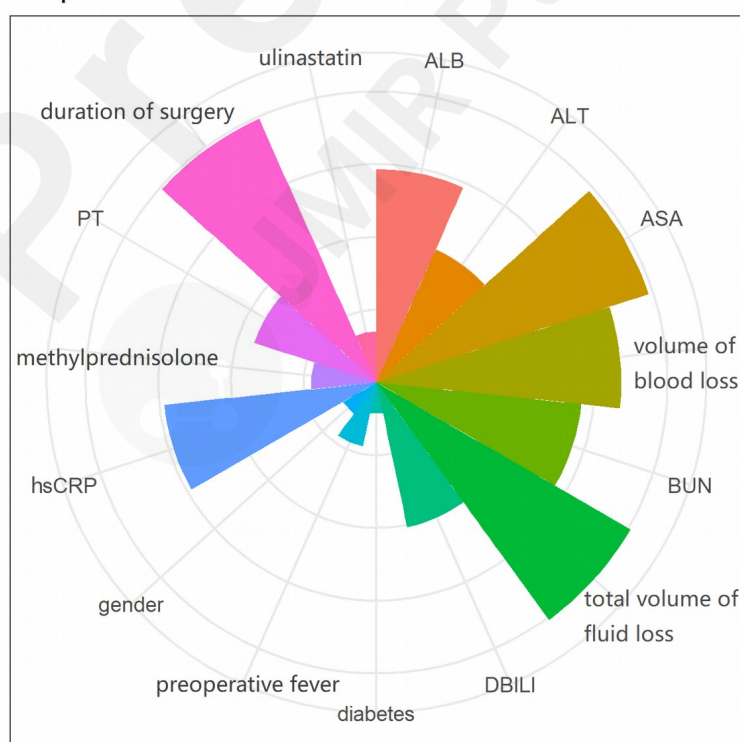 ulinastatin
ALB
duration of surgery
ALT
PT
ASA
methylprednisolone
volume of
blood loss
hsCRP
BUN
gender
total volume of
fluid loss
preoperative fever
DBILI
diabetes
JMIR